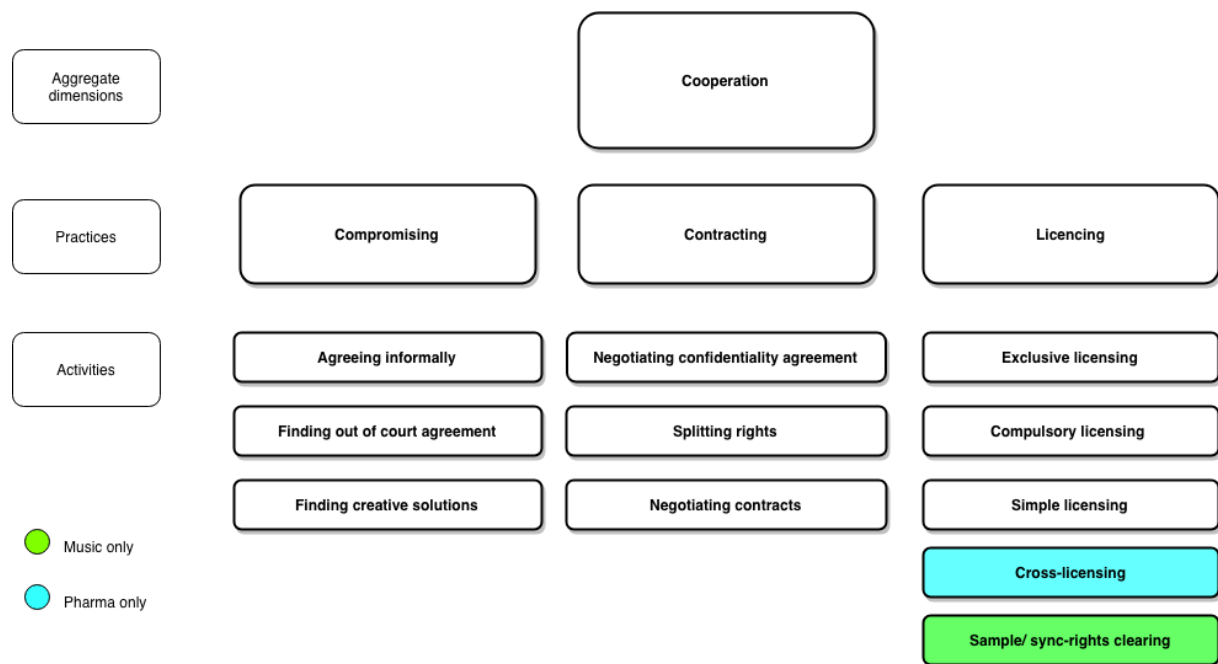 Aggregate
dimensions
Cooperation
Practices
Compromising
Contracting
Licencing
Activities
Agreeing informally
Negotiating confidentiality agreement
Exclusive licensing
Finding out of court agreement
Splitting rights
Compulsory licensing
Finding creative solutions
Negotiating contracts
Simple licensing
Music only
Cross-licensing
Pharma only
Sample/ sync-rights clearing